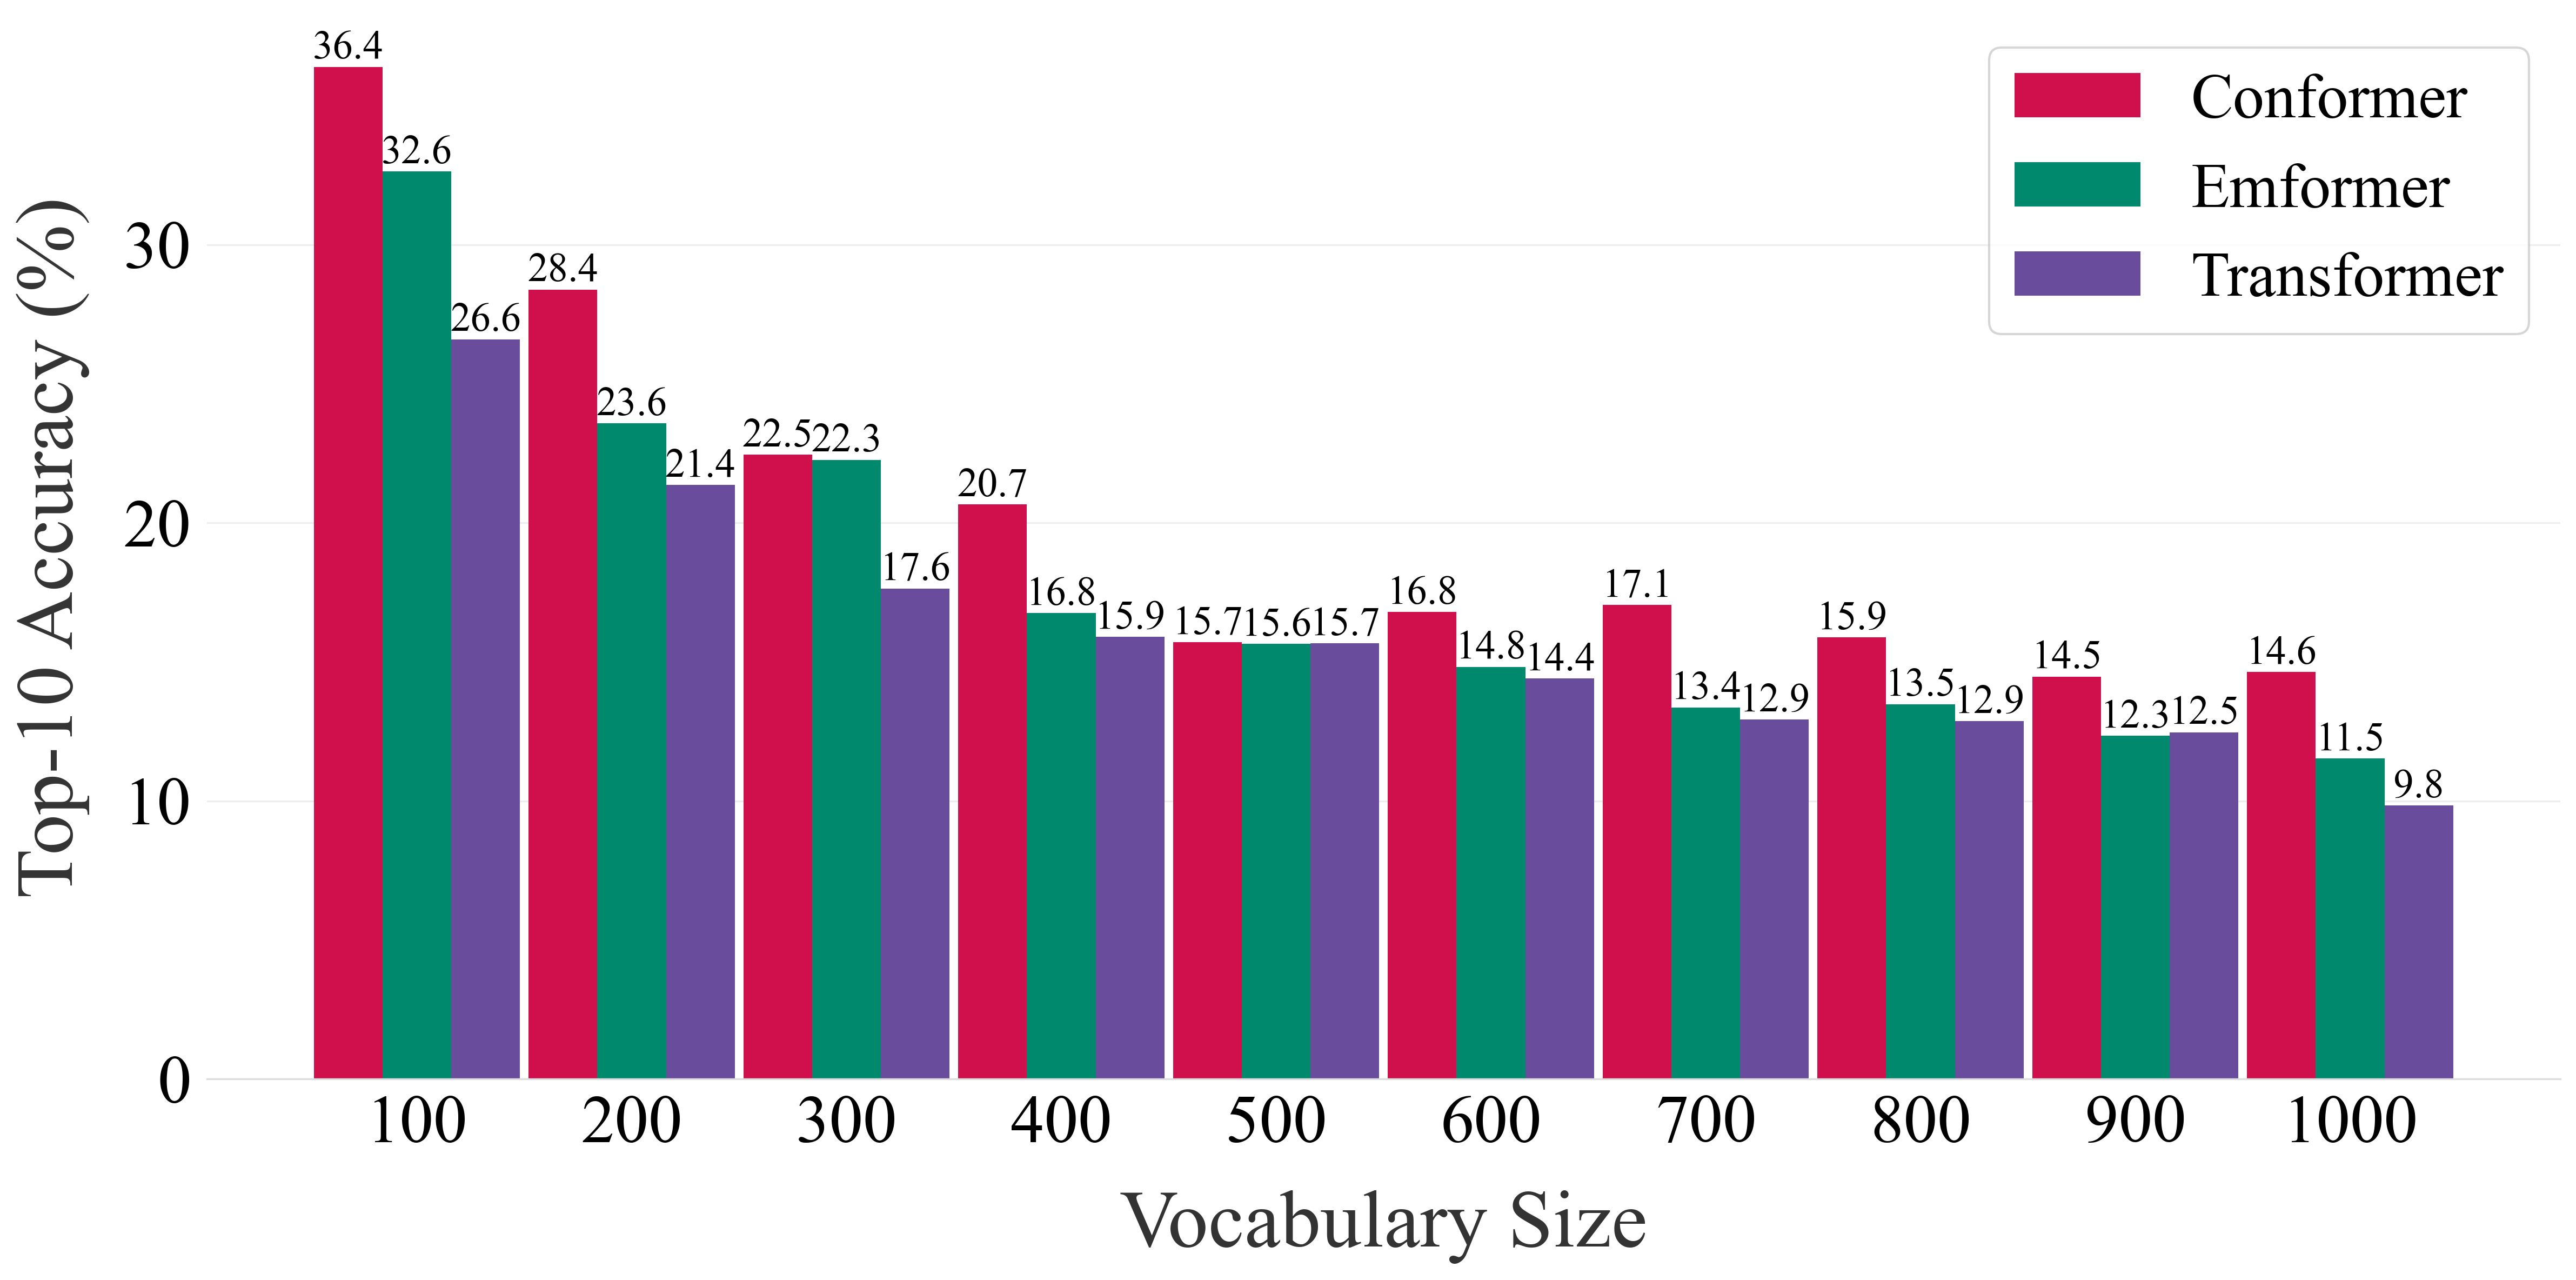 Top-10 Accuracy (%)
30
20
10
0
36.4 32.6 26.6
28.4 23.6 21.4
22.5 22.3 17.6
20.7 16.8 15.9
15.7 15.6 15.7
16.8 14.8 14.4
17.1 13.4 12.9
15.9 13.5 12.9
14.5 12.3 12.5
14.6 11.5 9.8
Conformer
Emformer
Transformer
100 200 300 400 500 600 700 800 900 1000
Vocabulary Size